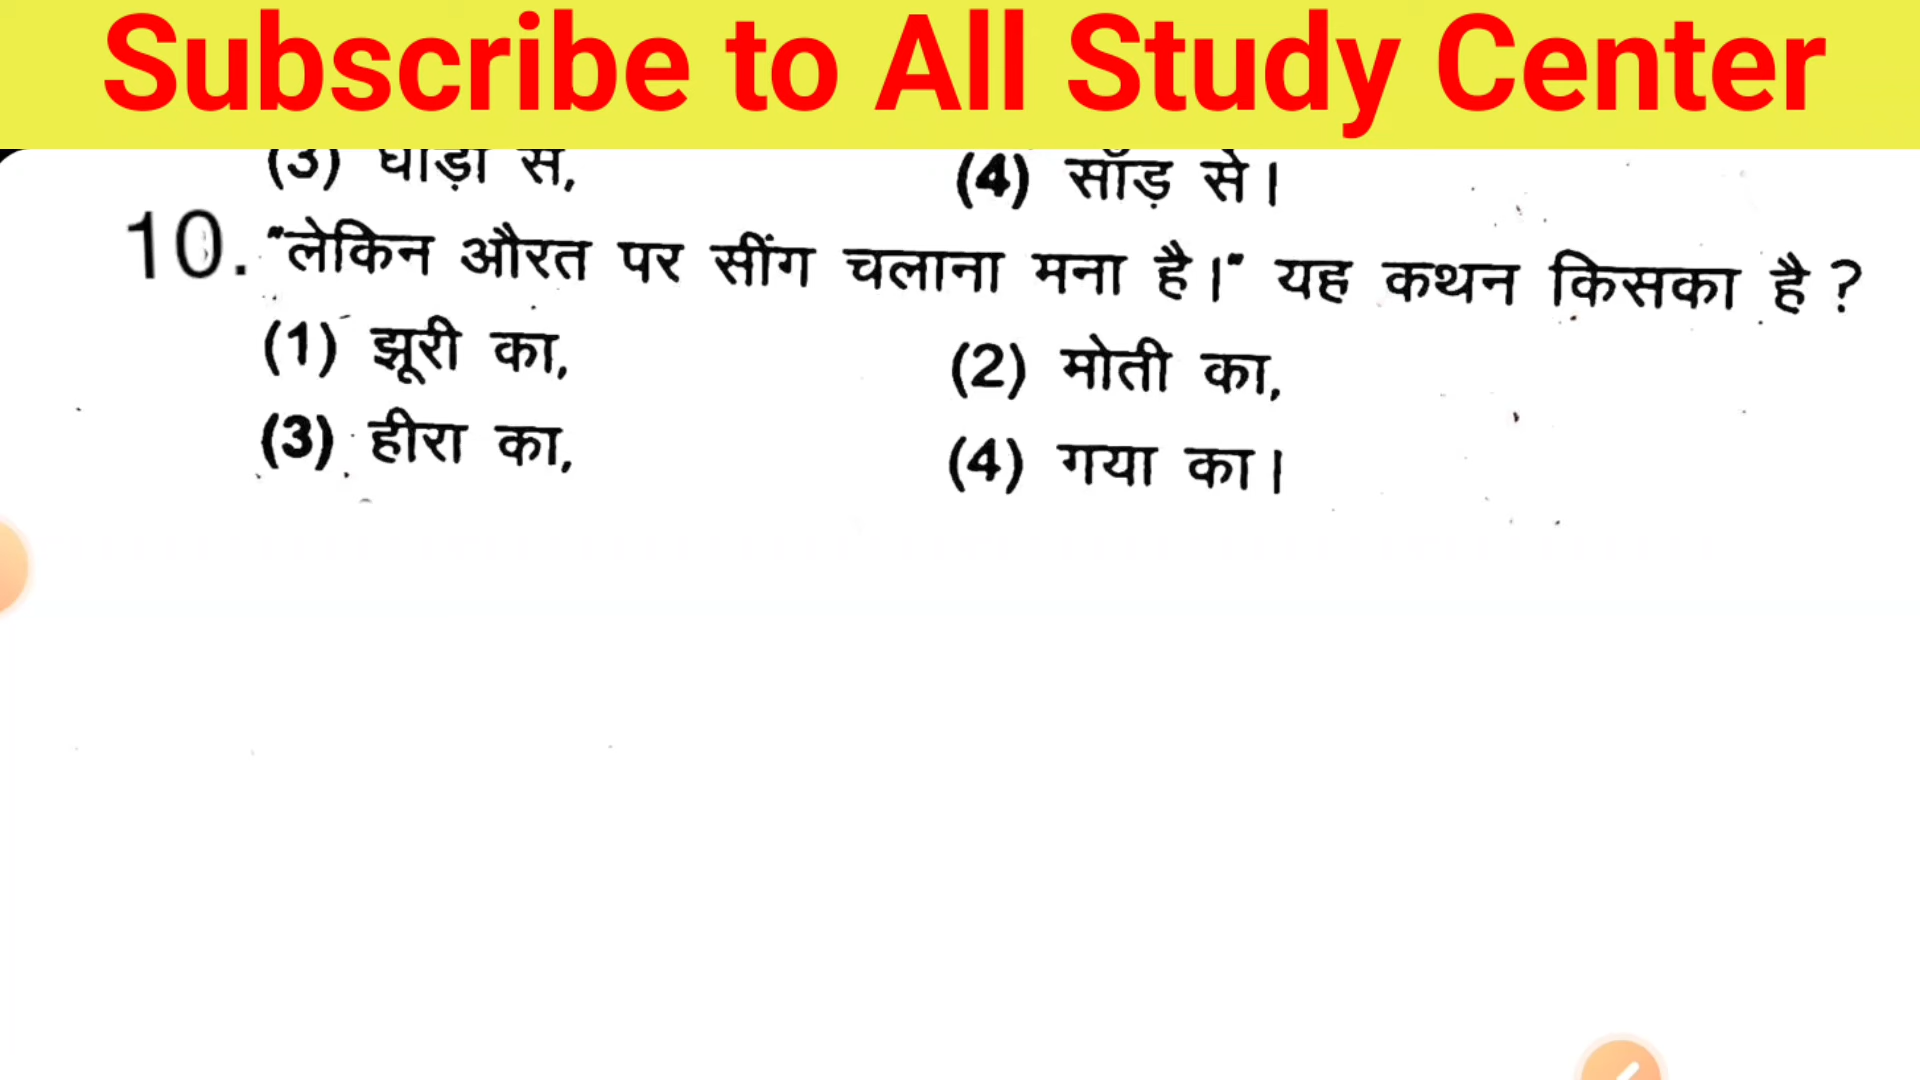 Subscribe to All Study Center
(3) घोड़ा से, (4) साँड़ से।
10. "लेकिन औरत पर सींग चलाना मना है।" यह कथन किसका है ?
(1) झूरी का, (2) मोती का,
(3) हीरा का, (4) गया का।